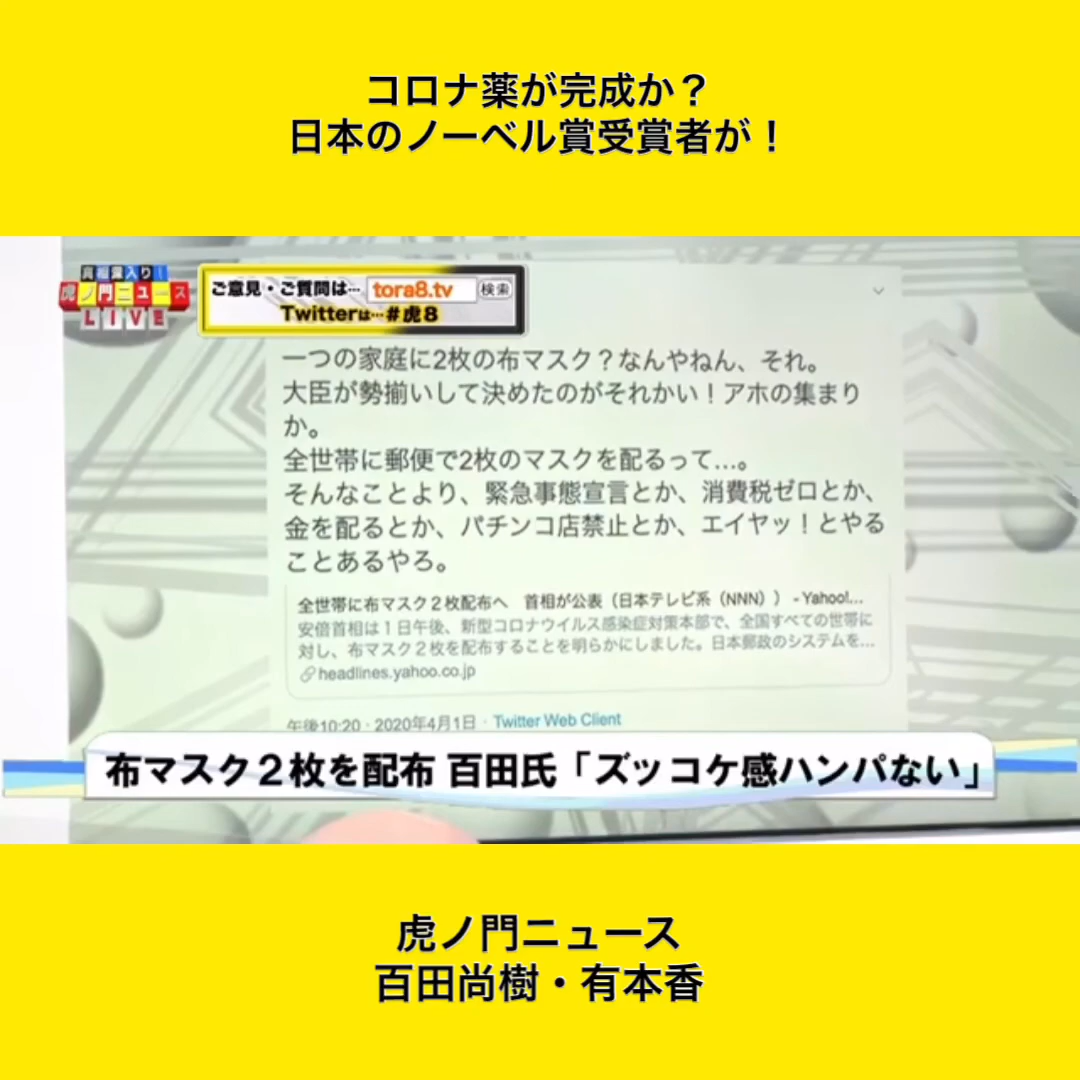 コロナ薬が完成か？
日本のノーベル賞受賞者が！
真相深入り！
虎ノ門ニュース
LIVE
ご意見・ご質問は… tora8.tv 検索
Twitterは…#虎8
一つの家庭に2枚の布マスク？なんやねん、それ。
大臣が勢揃いして決めたのがそれかい！アホの集まり
か。
全世帯に郵便で2枚のマスクを配るって…。
そんなことより、緊急事態宣言とか、消費税ゼロとか、
金を配るとか、パチンコ店禁止とか、エイヤッ！とやる
ことあるやろ。
全世帯に布マスク２枚配布へ　首相が公表（日本テレビ系（NNN）） - Yahoo!...
安倍首相は１日午後、新型コロナウイルス感染症対策本部で、全国すべての世帯に
対し、布マスク２枚を配布することを明らかにしました。日本郵政のシステムを...
headlines.yahoo.co.jp
午後10:20 · 2020年4月1日 · Twitter Web Client
布マスク２枚を配布 百田氏「ズッコケ感ハンパない」
虎ノ門ニュース
百田尚樹・有本香